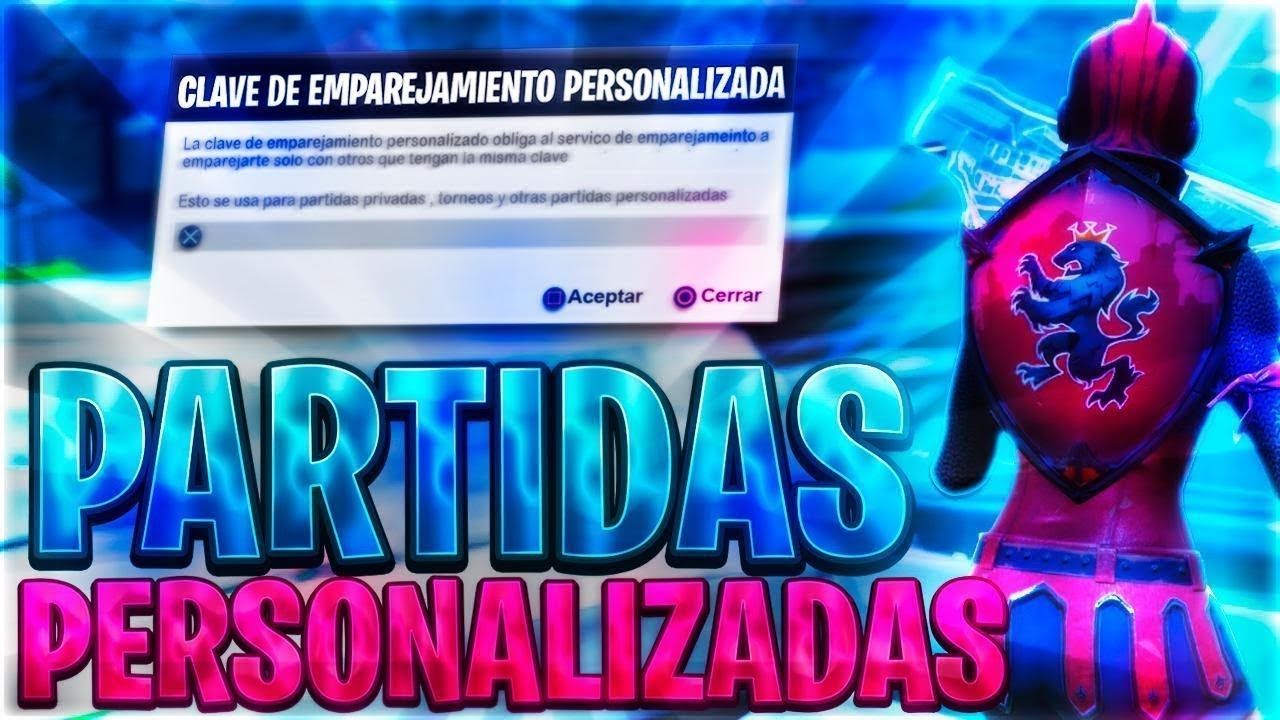 CLAVE DE EMPAREJAMIENTO PERSONALIZADA
La clave de emparejamiento personalizado obliga al servico de emparejameinto a
emparejarte solo con otros que tengan la misma clave
Esto se usa para partidas privadas , torneos y otras partidas personalizadas
Aceptar Cerrar
PARTIDAS
PERSONALIZADAS